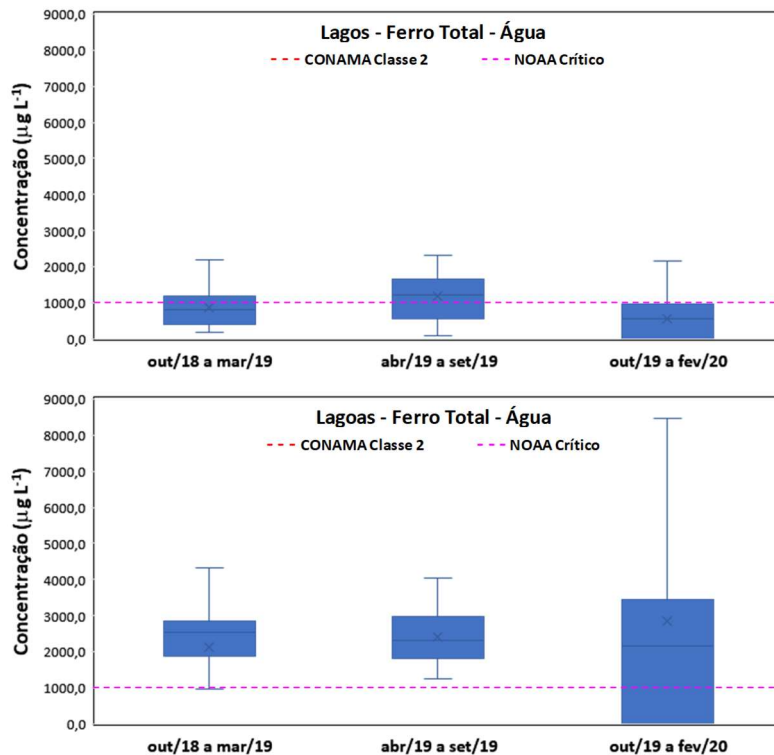 Lagos - Ferro Total - Água
CONAMA Classe 2 NOAA Crítico
Concentração (µg L-1)
9000,0
8000,0
7000,0
6000,0
5000,0
4000,0
3000,0
2000,0
1000,0
0,0
out/18 a mar/19 abr/19 a set/19 out/19 a fev/20
Lagoas - Ferro Total - Água
CONAMA Classe 2 NOAA Crítico
Concentração (µg L-1)
9000,0
8000,0
7000,0
6000,0
5000,0
4000,0
3000,0
2000,0
1000,0
0,0
out/18 a mar/19 abr/19 a set/19 out/19 a fev/20